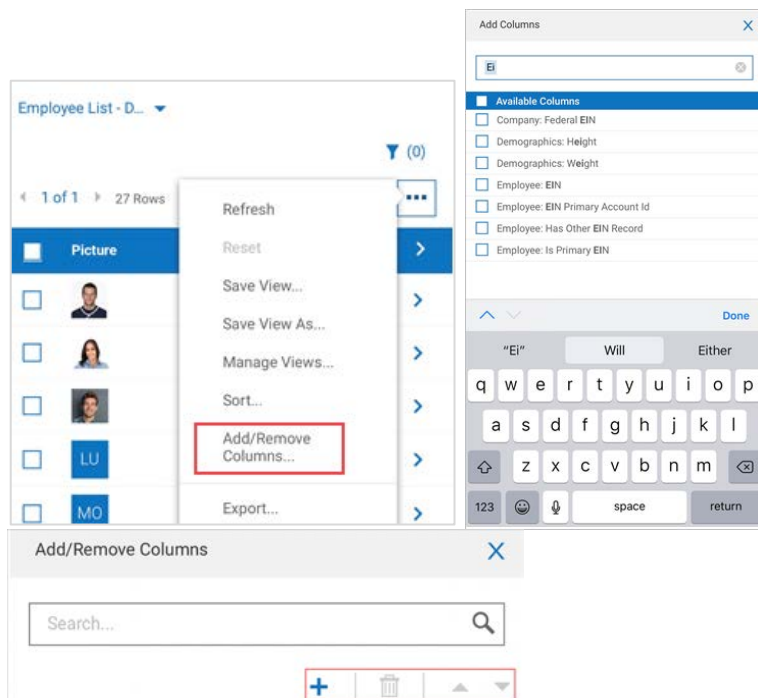 Employee List - D...
(0)
1 of 1 27 Rows
...
Picture
LU
MO
Refresh
Reset
Save View...
Save View As...
Manage Views...
Sort...
Add/Remove
Columns...
Export...
Add Columns
X
Ei
Available Columns
Company: Federal EIN
Demographics: Height
Demographics: Weight
Employee: EIN
Employee: EIN Primary Account Id
Employee: Has Other EIN Record
Employee: Is Primary EIN
Done
"Ei" Will Either
q w e r t y u i o p
a s d f g h j k l
z x c v b n m
123 space return
Add/Remove Columns X
Search...